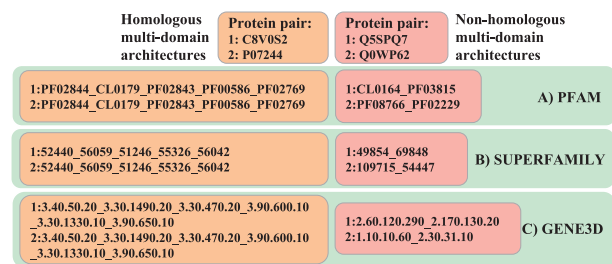 Homologous
multi-domain
architectures
Protein pair:
1: C8V0S2
2: P07244
Protein pair:
1: Q5SPQ7
2: Q0WP62
Non-homologous
multi-domain
architectures
1:PF02844_CL0179_PF02843_PF00586_PF02769
2:PF02844_CL0179_PF02843_PF00586_PF02769
1:CL0164_PF03815
2:PF08766_PF02229
A) PFAM
1:52440_56059_51246_55326_56042
2:52440_56059_51246_55326_56042
1:49854_69848
2:109715_54447
B) SUPERFAMILY
1:3.40.50.20_3.30.1490.20_3.30.470.20_3.90.600.10
_3.30.1330.10_3.90.650.10
2:3.40.50.20_3.30.1490.20_3.30.470.20_3.90.600.10
_3.30.1330.10_3.90.650.10
1:2.60.120.290_2.170.130.20
2:1.10.10.60_2.30.31.10
C) GENE3D